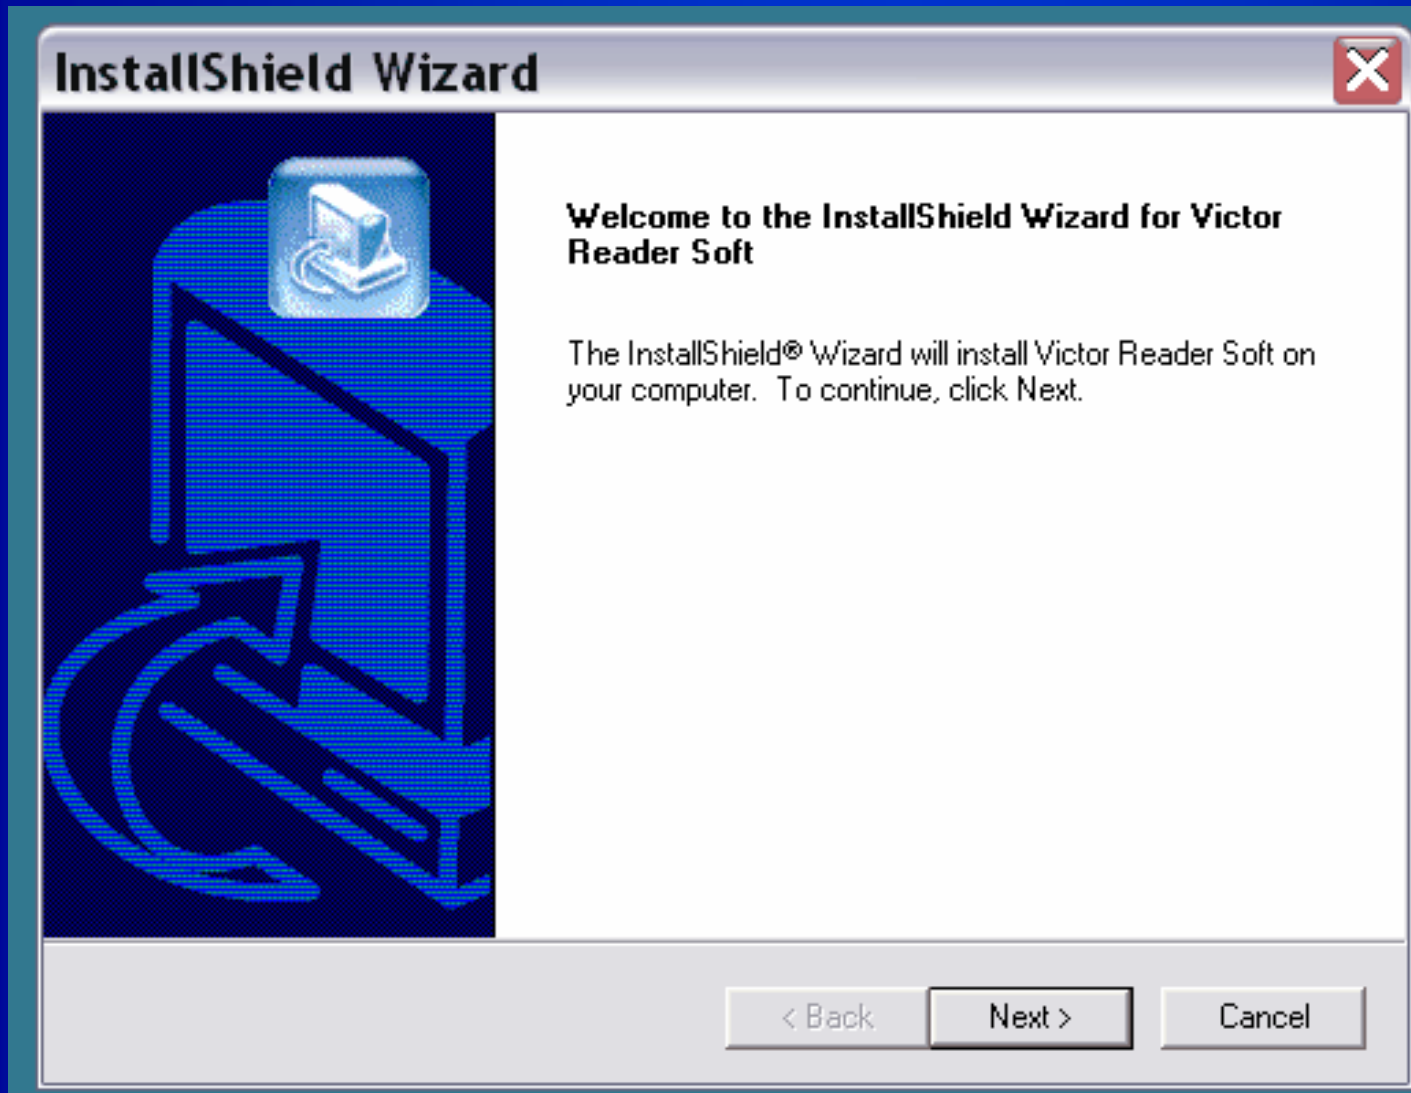 InstallShield Wizard
Welcome to the InstallShield Wizard for Victor
Reader Soft
The InstallShield® Wizard will install Victor Reader Soft on
your computer.  To continue, click Next.
< Back
Next >
Cancel